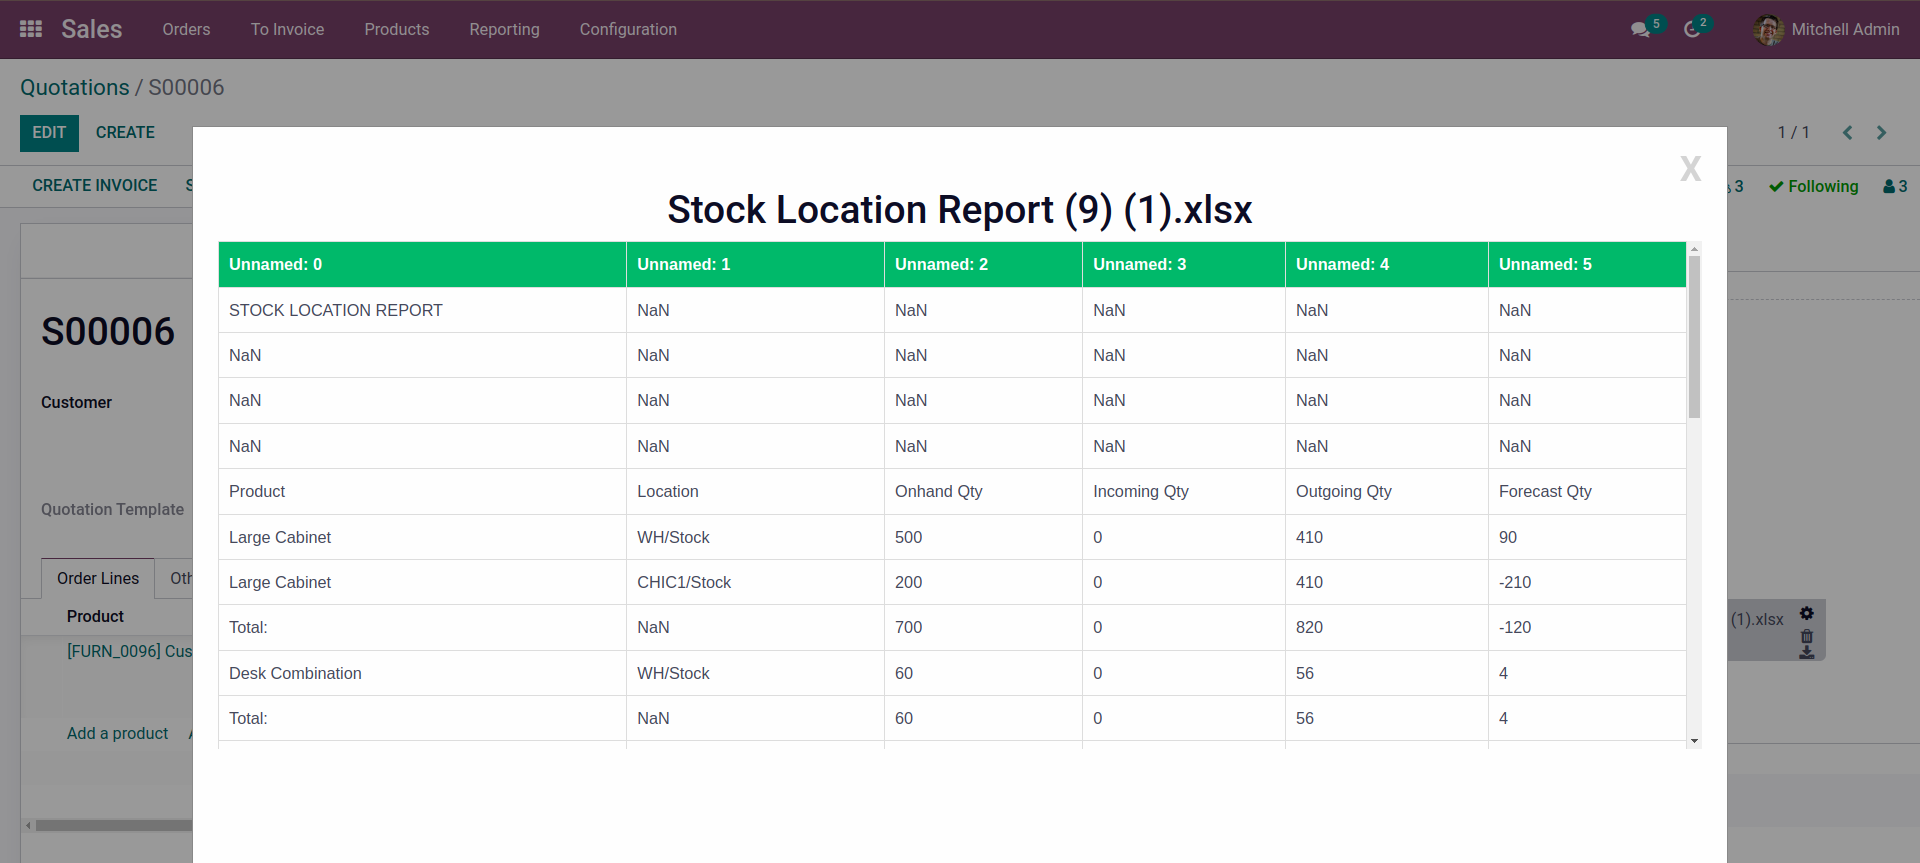 Sales Orders To Invoice Products Reporting Configuration 5 2 Mitchell Admin
Quotations / S00006
EDIT CREATE 1 / 1
CREATE INVOICE S 3 Following 3
X
Stock Location Report (9) (1).xlsx
Unnamed: 0 Unnamed: 1 Unnamed: 2 Unnamed: 3 Unnamed: 4 Unnamed: 5
STOCK LOCATION REPORT NaN NaN NaN NaN NaN
S00006
NaN NaN NaN NaN NaN NaN
Customer
NaN NaN NaN NaN NaN NaN
NaN NaN NaN NaN NaN NaN
Product Location Onhand Qty Incoming Qty Outgoing Qty Forecast Qty
Quotation Template
Large Cabinet WH/Stock 500 0 410 90
Order Lines Oth
Large Cabinet CHIC1/Stock 200 0 410 -210
Product
Total: NaN 700 0 820 -120
(1).xlsx
[FURN_0096] Cus
Desk Combination WH/Stock 60 0 56 4
Total: NaN 60 0 56 4
Add a product